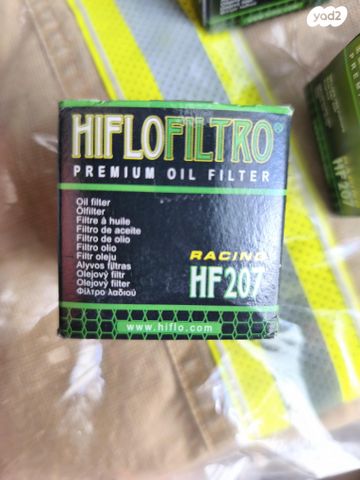 yad2
HIFLOFILTRO®
PREMIUM OIL FILTER
Oil filter
Ölfilter
Filtre à huile
Filtro de aceite
Filtro de olio
Filtro olio
Filtr oleju
Alyvos filtras
Olejový filtr
Olejový filter
Φίλτρο λαδιού
RACING
HF207
www.hiflo.com
HF207